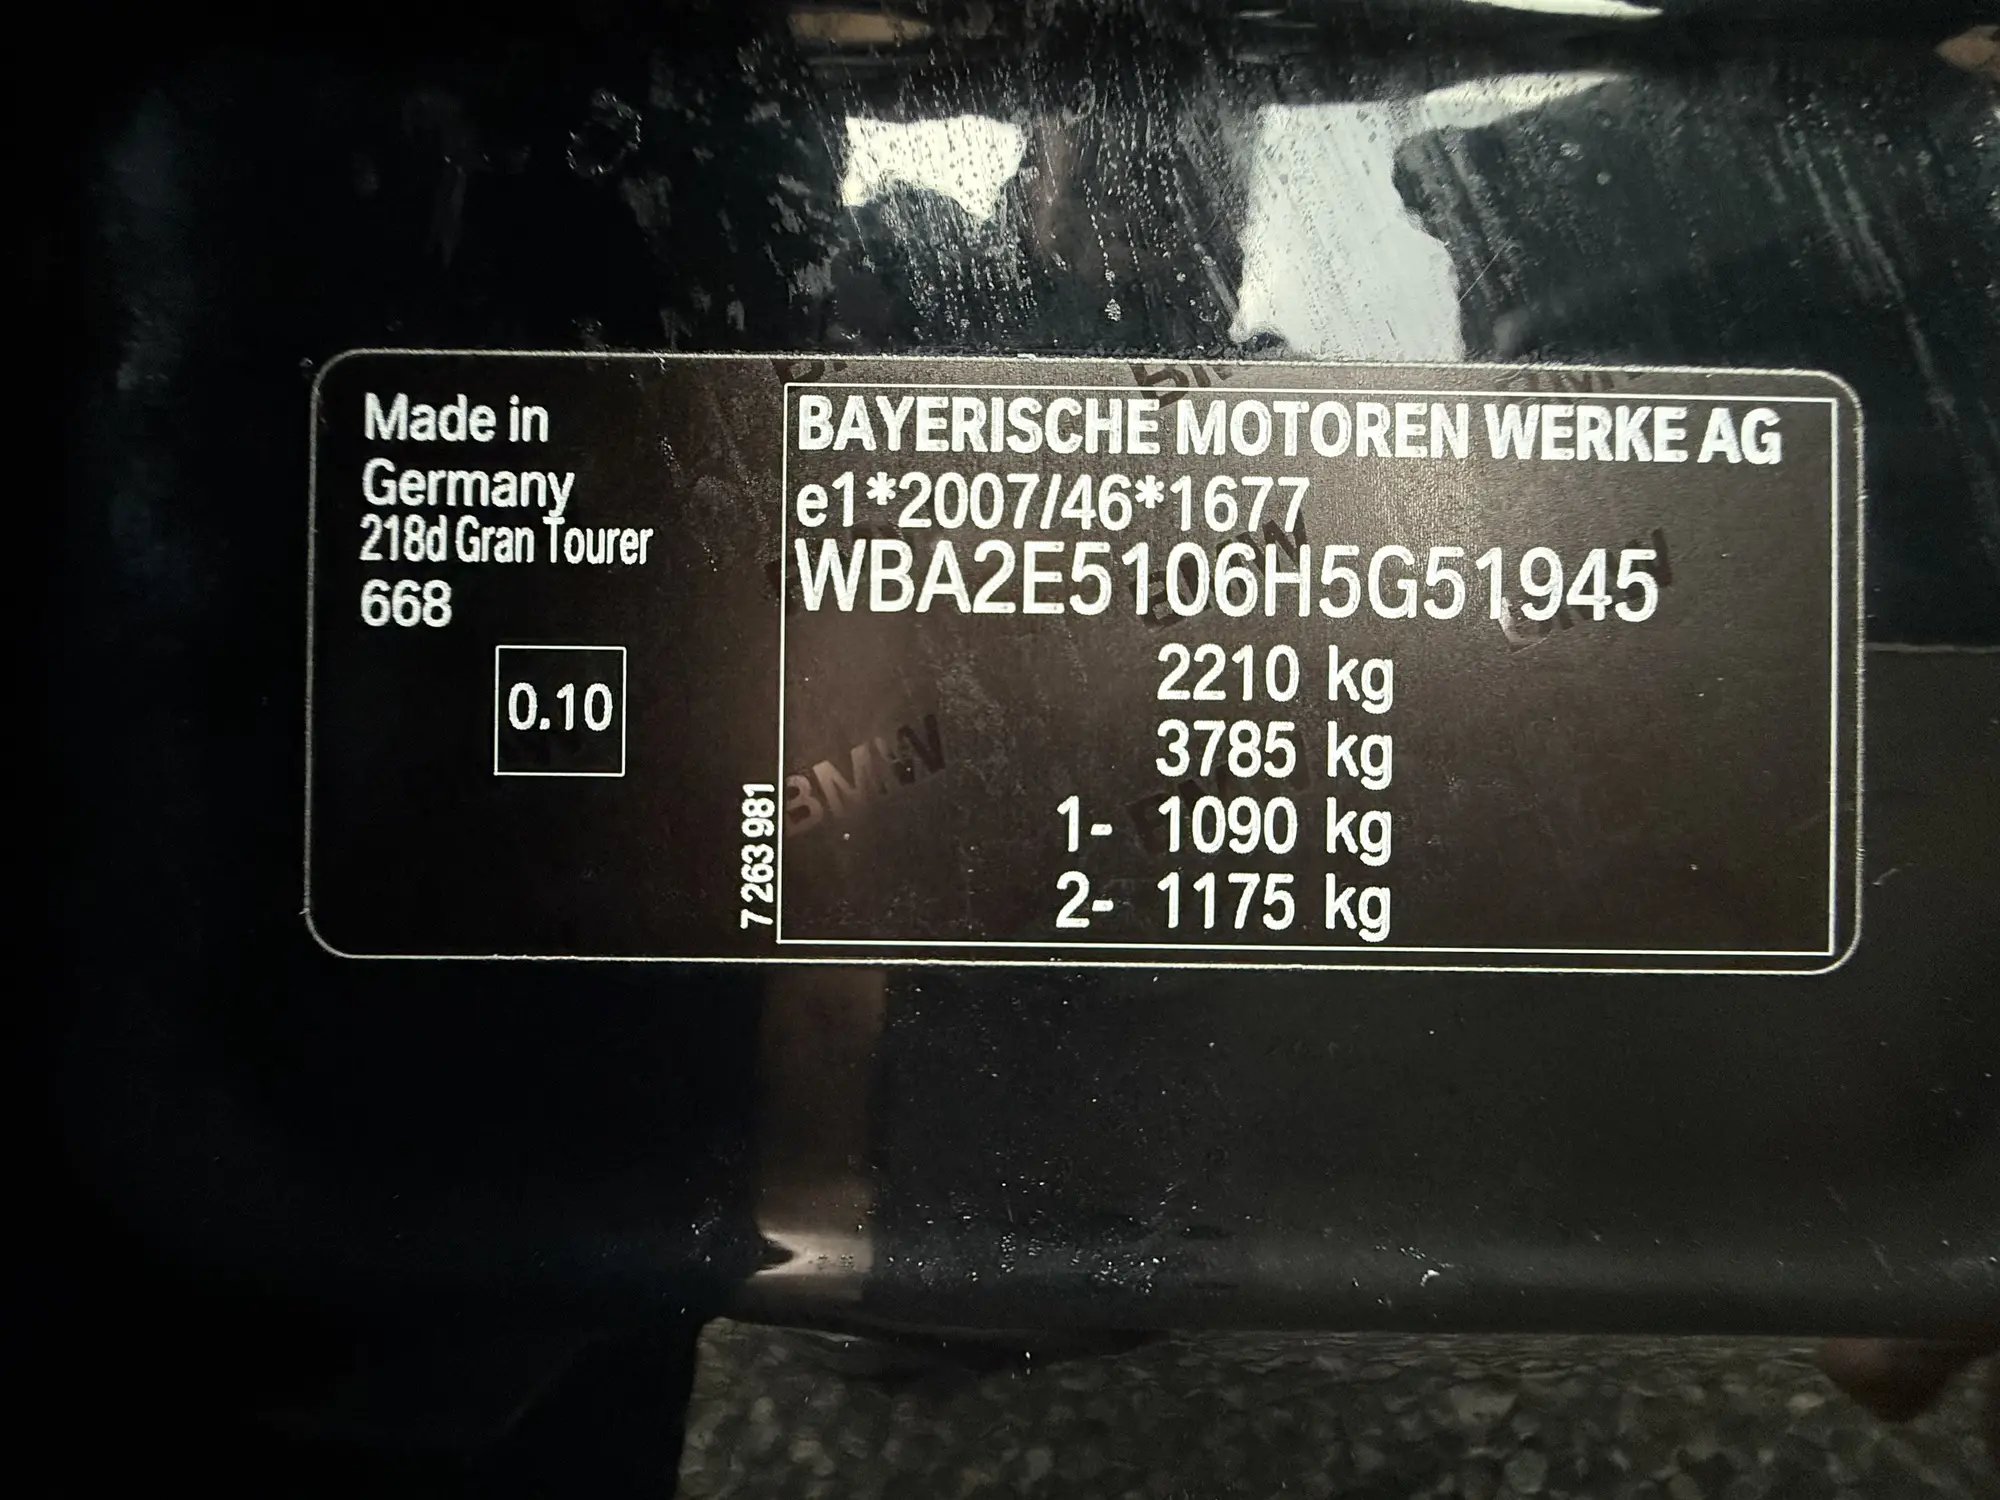 Made in
Germany
218d Gran Tourer
668
0.10
7 263 981
BAYERISCHE MOTOREN WERKE AG
e1*2007/46*1677
WBA2E5106H5G51945
2210 kg
3785 kg
1- 1090 kg
2- 1175 kg
BMW